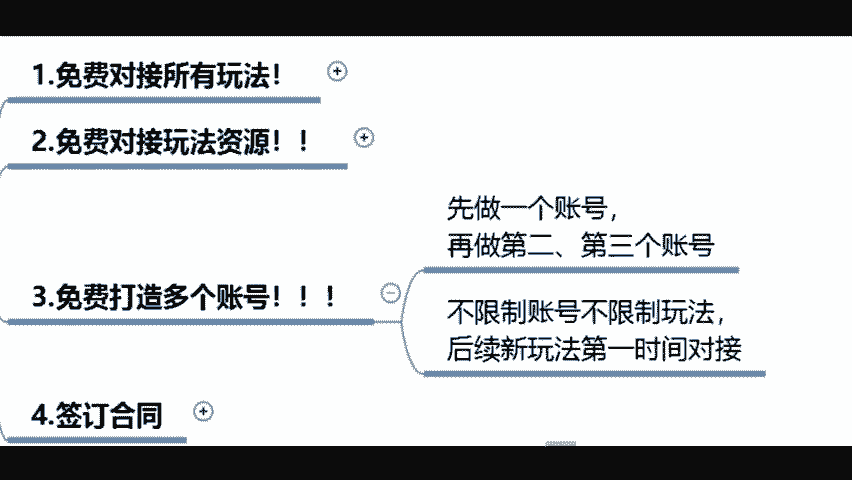 1.免费对接所有玩法！
2.免费对接玩法资源！！
先做一个账号，
再做第二、第三个账号
3.免费打造多个账号！！！
不限制账号不限制玩法，
后续新玩法第一时间对接
4.签订合同